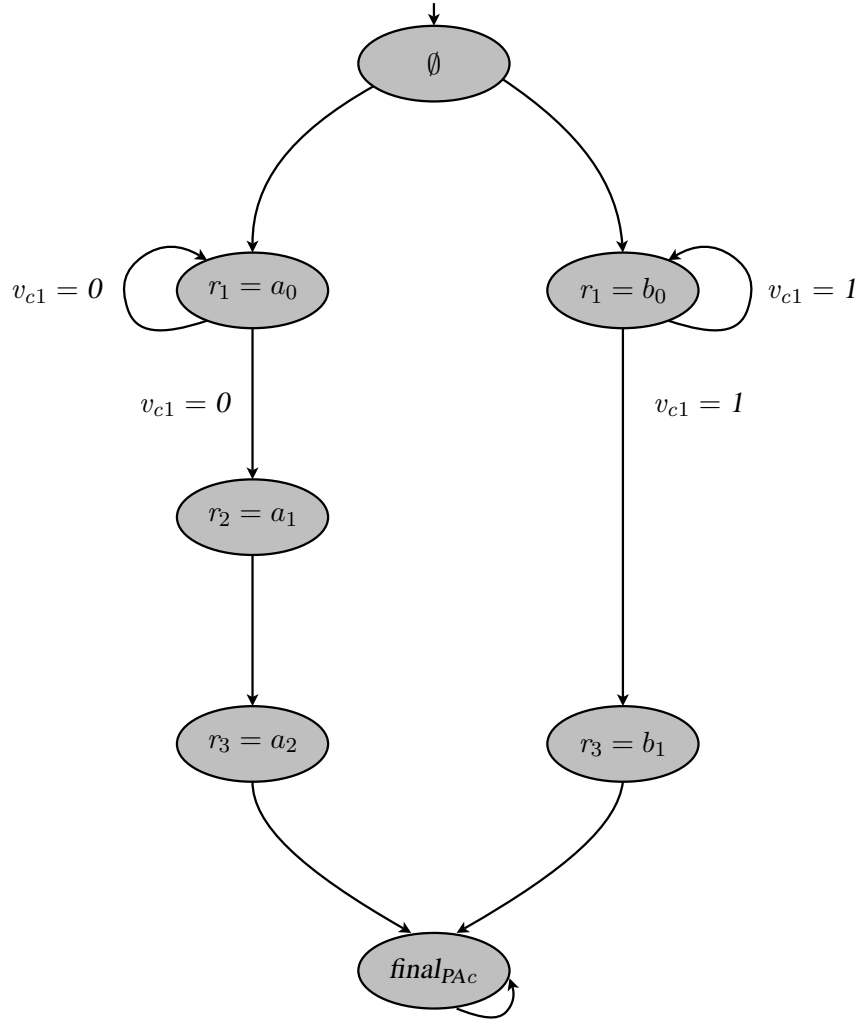 ∅
v_{c1} = 0
r_1 = a_0
r_1 = b_0
v_{c1} = 1
v_{c1} = 0
v_{c1} = 1
r_2 = a_1
r_3 = a_2
r_3 = b_1
final_{PAc}